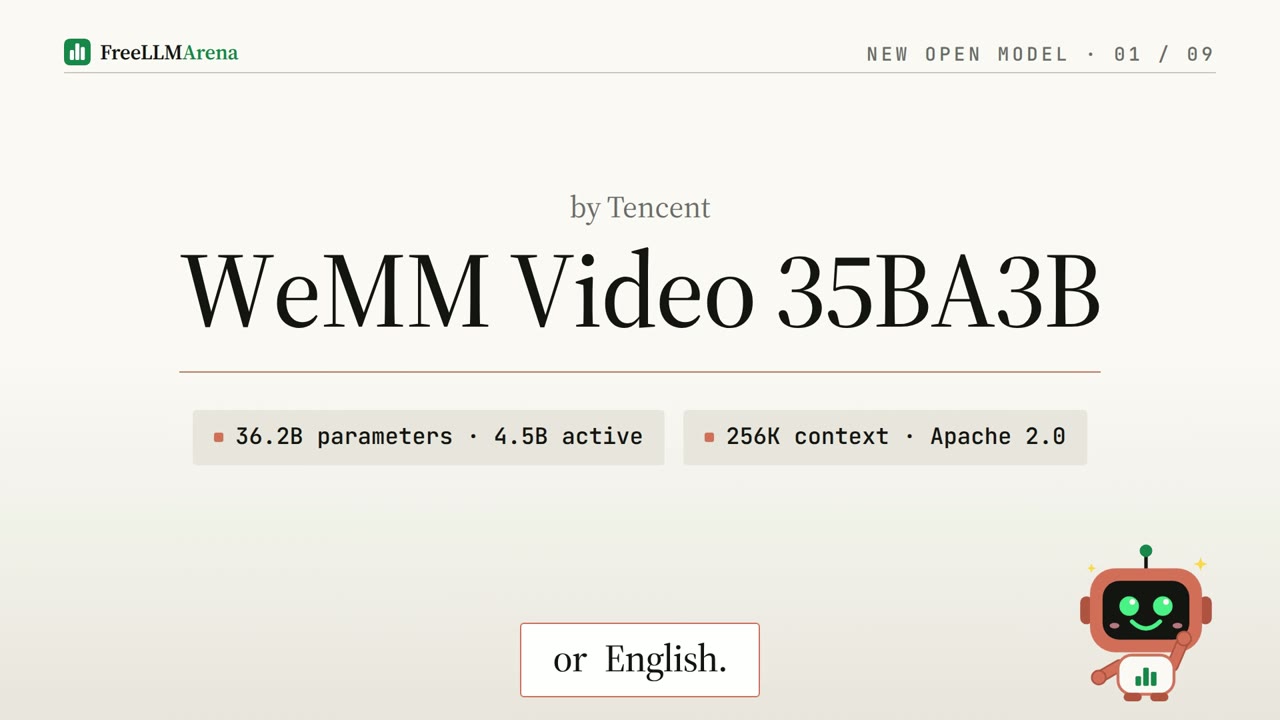 FreeLLMArena
NEW OPEN MODEL · 01 / 09
by Tencent
WeMM Video 35BA3B
36.2B parameters · 4.5B active
256K context · Apache 2.0
or English.